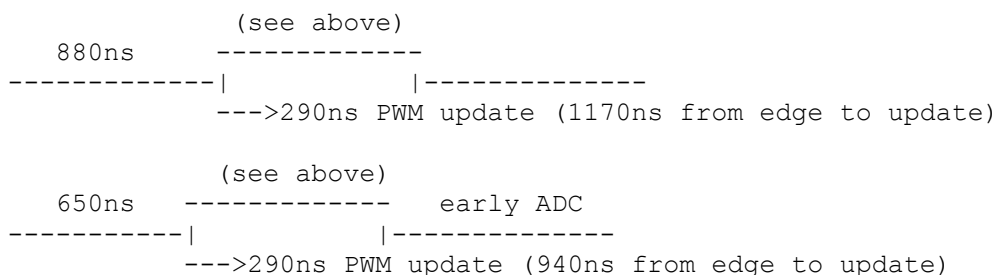 (see above)
880ns -------------
-------------| |--------------
--->290ns PWM update (1170ns from edge to update)
(see above)
650ns ------------- early ADC
-----------| |--------------
--->290ns PWM update (940ns from edge to update)